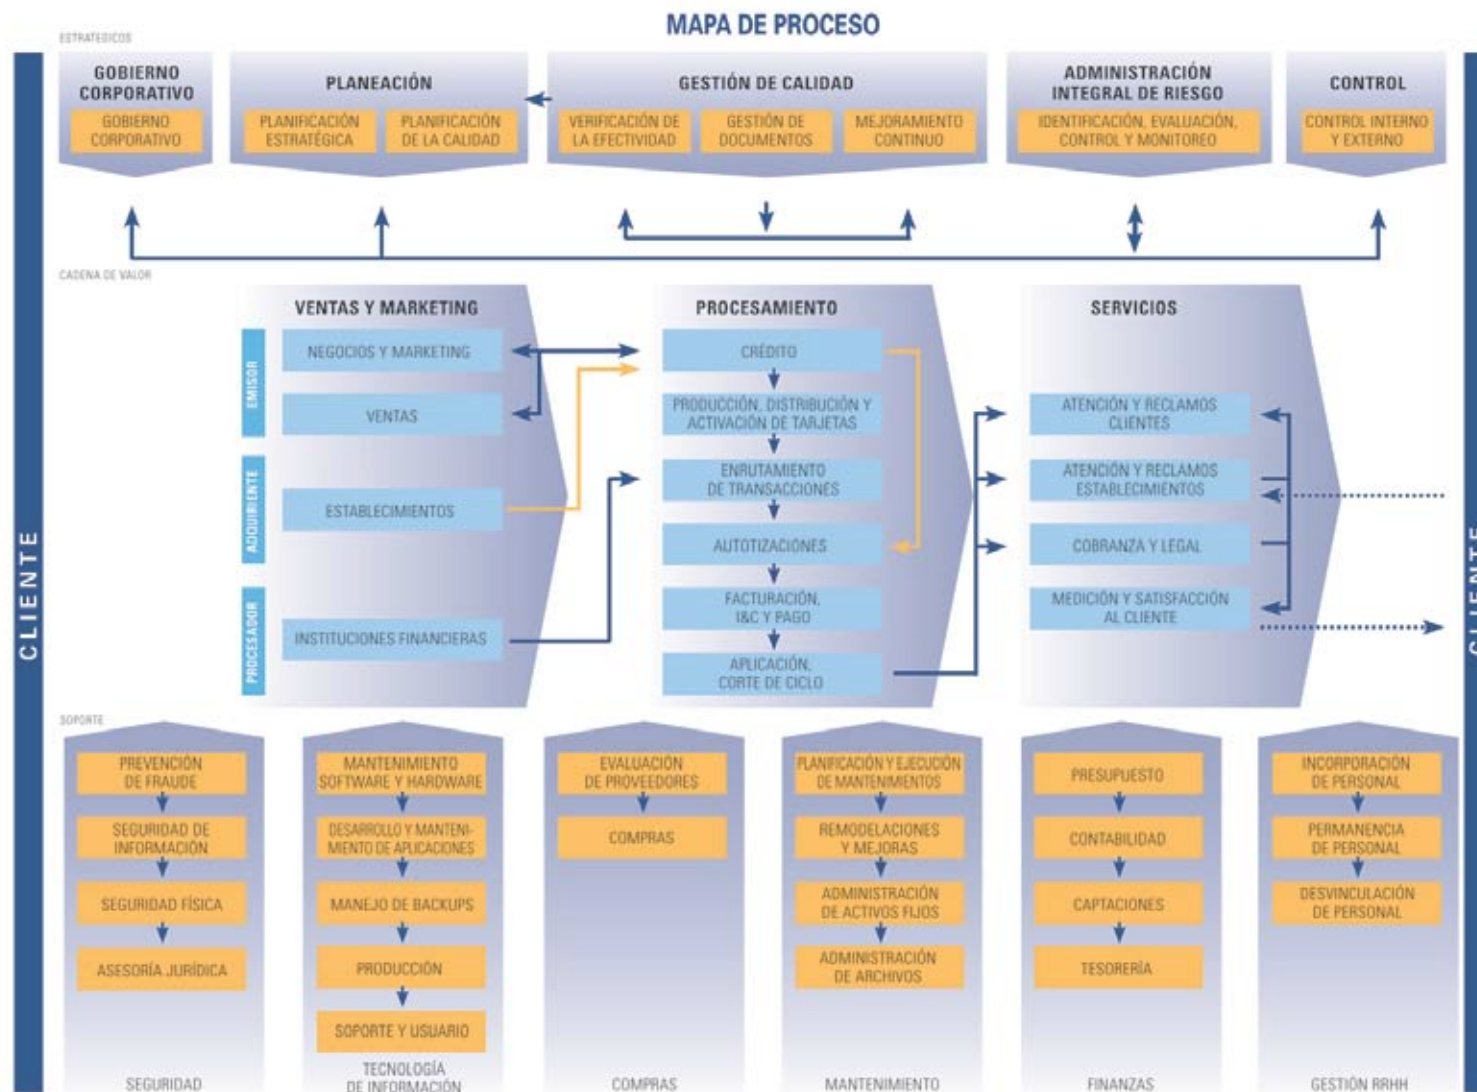 MAPA DE PROCESO
ESTRATEGICOS
GOBIERNO
CORPORATIVO
GOBIERNO
CORPORATIVO
PLANEACIÓN
PLANIFICACIÓN
ESTRATÉGICA
PLANIFICACIÓN
DE LA CALIDAD
GESTIÓN DE CALIDAD
VERIFICACIÓN DE
LA EFECTIVIDAD
GESTIÓN DE
DOCUMENTOS
MEJORAMIENTO
CONTINUO
ADMINISTRACIÓN
INTEGRAL DE RIESGO
IDENTIFICACIÓN, EVALUACIÓN,
CONTROL Y MONITOREO
CONTROL
CONTROL INTERNO
Y EXTERNO
CLIENTE
CADENA DE VALOR
VENTAS Y MARKETING
EMISOR
NEGOCIOS Y MARKETING
VENTAS
ADQUIRIENTE
ESTABLECIMIENTOS
PROCESADOR
INSTITUCIONES FINANCIERAS
PROCESAMIENTO
CRÉDITO
PRODUCCIÓN, DISTRIBUCIÓN Y
ACTIVACIÓN DE TARJETAS
ENRUTAMIENTO
DE TRANSACCIONES
AUTOTIZACIONES
FACTURACIÓN,
I&C Y PAGO
APLICACIÓN,
CORTE DE CICLO
SERVICIOS
ATENCIÓN Y RECLAMOS
CLIENTES
ATENCIÓN Y RECLAMOS
ESTABLECIMIENTOS
COBRANZA Y LEGAL
MEDICIÓN Y SATISFACCIÓN
AL CLIENTE
CLIENTE
SOPORTE
PREVENCIÓN
DE FRAUDE
SEGURIDAD DE
INFORMACIÓN
SEGURIDAD FÍSICA
ASESORÍA JURÍDICA
SEGURIDAD
MANTENIMIENTO
SOFTWARE Y HARDWARE
DESARROLLO Y MANTENI-
MIENTO DE APLICACIONES
MANEJO DE BACKUPS
PRODUCCIÓN
SOPORTE Y USUARIO
TECNOLOGÍA
DE INFORMACIÓN
EVALUACIÓN
DE PROVEEDORES
COMPRAS
COMPRAS
PLANIFICACIÓN Y EJECUCIÓN
DE MANTENIMIENTOS
REMODELACIONES
Y MEJORAS
ADMINISTRACIÓN
DE ACTIVOS FIJOS
ADMINISTRACIÓN
DE ARCHIVOS
MANTENIMIENTO
PRESUPUESTO
CONTABILIDAD
CAPTACIONES
TESORERÍA
FINANZAS
INCORPORACIÓN
DE PERSONAL
PERMANENCIA
DE PERSONAL
DESVINCULACIÓN
DE PERSONAL
GESTIÓN RRHH